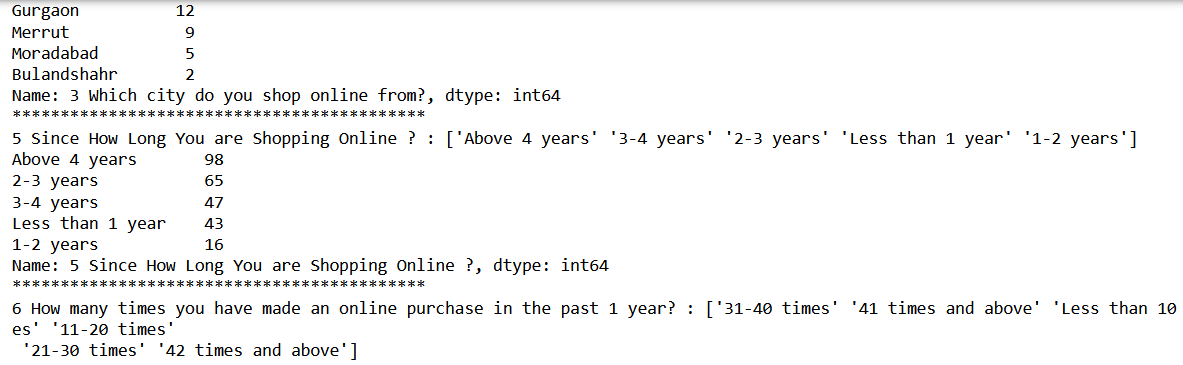 Gurgaon 12
Merrut 9
Moradabad 5
Bulandshahr 2
Name: 3 Which city do you shop online from?, dtype: int64
*******************************************
5 Since How Long You are Shopping Online ? : ['Above 4 years' '3-4 years' '2-3 years' 'Less than 1 year' '1-2 years']
Above 4 years 98
2-3 years 65
3-4 years 47
Less than 1 year 43
1-2 years 16
Name: 5 Since How Long You are Shopping Online ?, dtype: int64
*******************************************
6 How many times you have made an online purchase in the past 1 year? : ['31-40 times' '41 times and above' 'Less than 10
es' '11-20 times'
'21-30 times' '42 times and above']